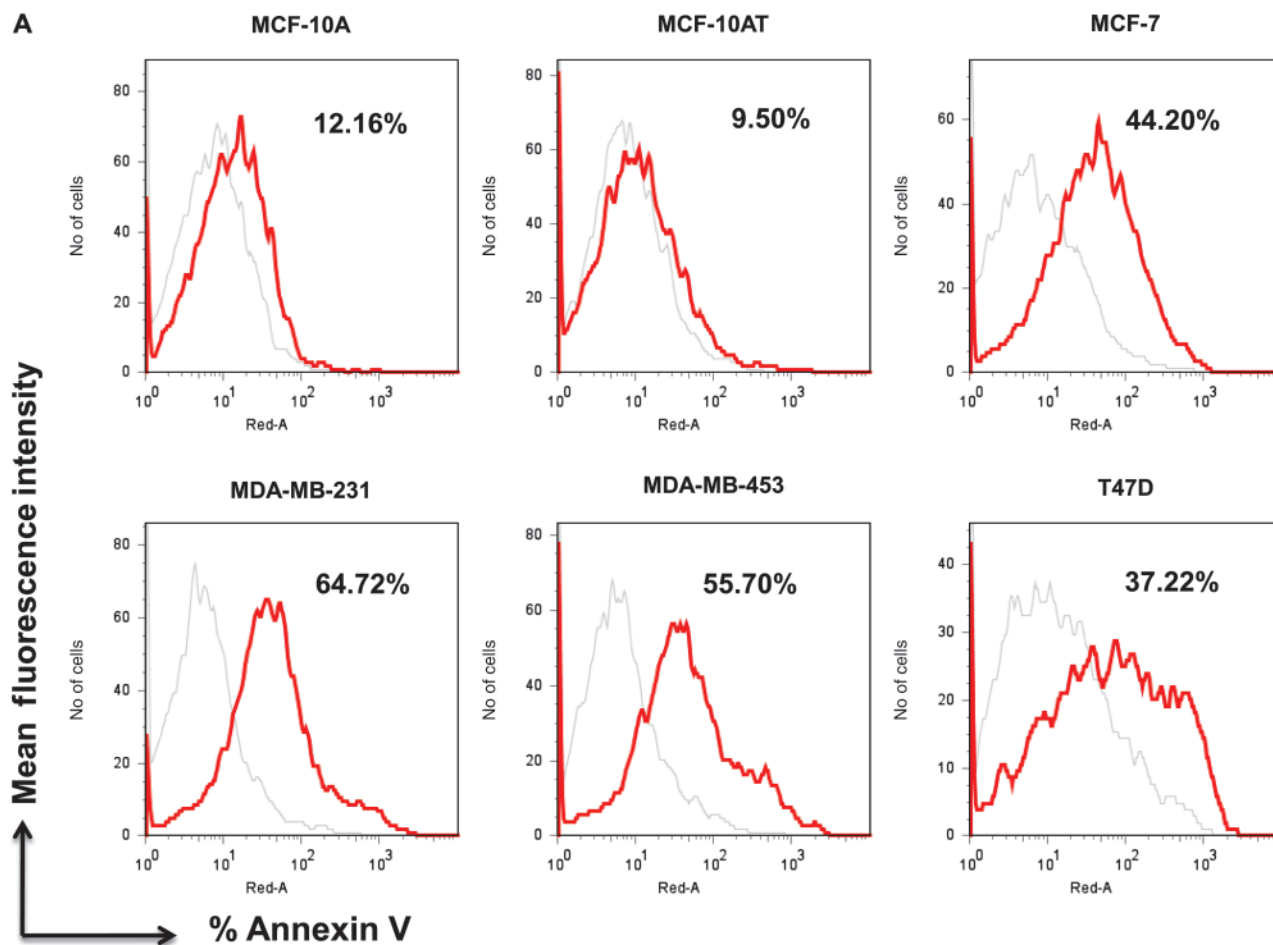 A
MCF-10A
MCF-10AT
MCF-7
12.16%
9.50%
44.20%
No of cells
No of cells
No of cells
80
60
40
20
0
80
60
40
20
0
60
40
20
0
10^0 10^1 10^2 10^3
10^0 10^1 10^2 10^3
10^0 10^1 10^2 10^3
Red-A
Red-A
Red-A
MDA-MB-231
MDA-MB-453
T47D
64.72%
55.70%
37.22%
No of cells
No of cells
No of cells
80
60
40
20
0
80
60
40
20
0
40
30
20
10
0
10^0 10^1 10^2 10^3
10^0 10^1 10^2 10^3
10^0 10^1 10^2 10^3
Red-A
Red-A
Red-A
Mean fluorescence intensity
% Annexin V